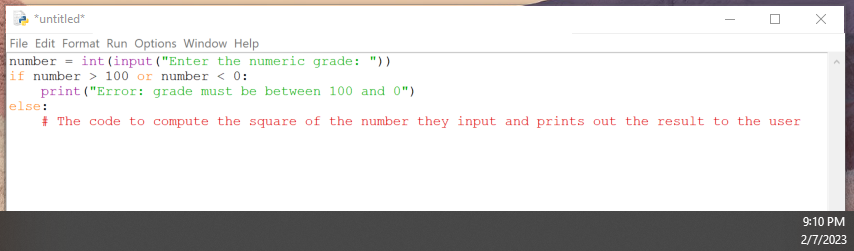 *untitled*
File Edit Format Run Options Window Help
number = int(input("Enter the numeric grade: "))
if number > 100 or number < 0:
    print("Error: grade must be between 100 and 0")
else:
    # The code to compute the square of the number they input and prints out the result to the user
9:10 PM
2/7/2023